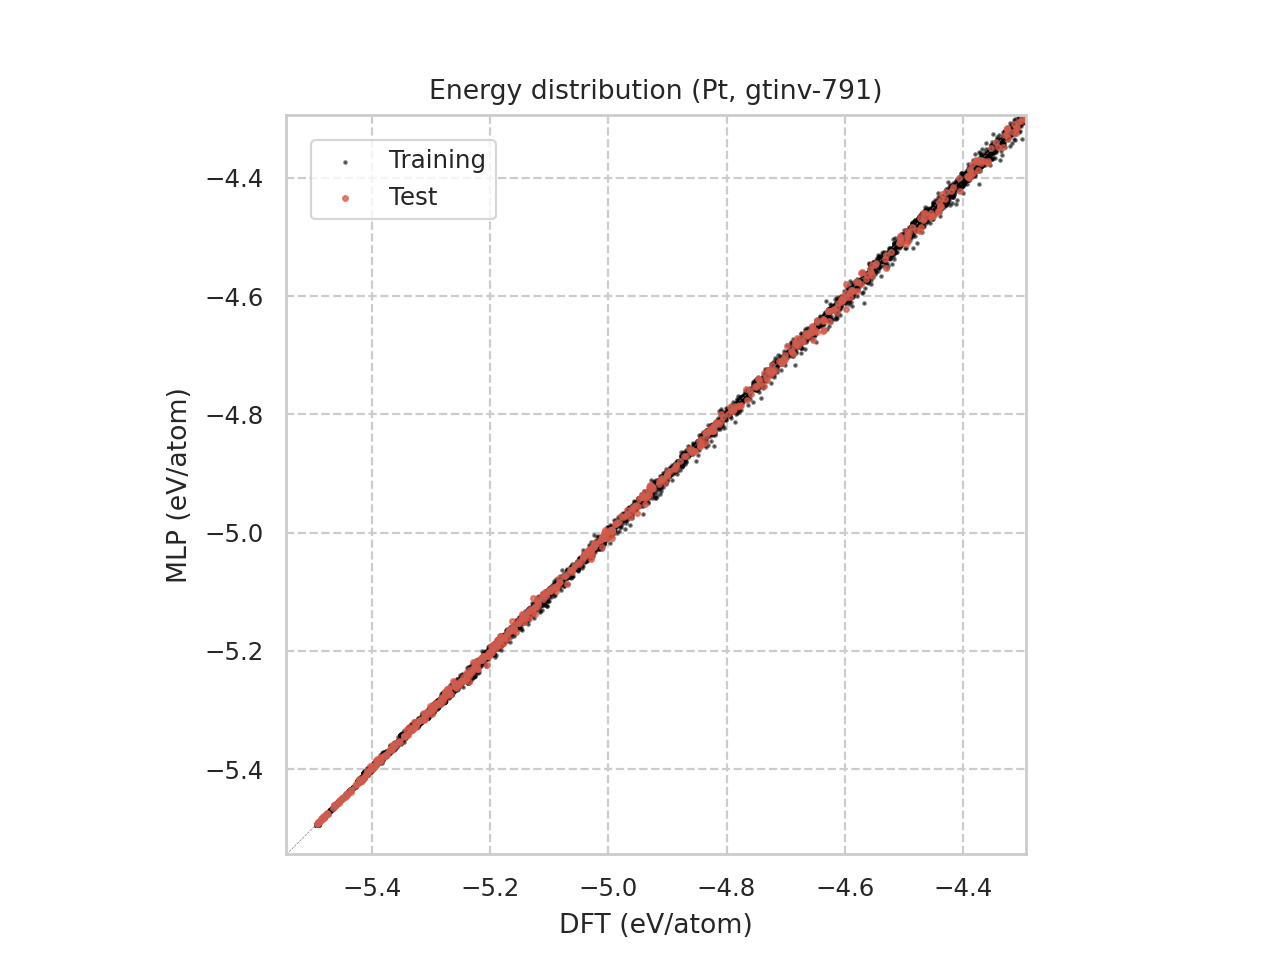 Energy distribution (Pt, gtinv-791)
Training
Test
MLP (eV/atom)
−4.4
−4.6
−4.8
−5.0
−5.2
−5.4
−5.4 −5.2 −5.0 −4.8 −4.6 −4.4
DFT (eV/atom)